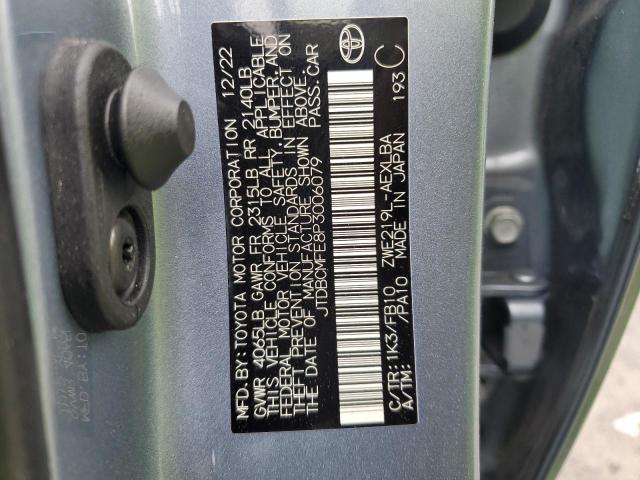 MFD.BY:TOYOTA MOTOR CORPORATION 12/22
GVWR 4065LB GAWR FR 2315LB RR 2140LB
THIS VEHICLE CONFORMS TO ALL APPLICABLE
FEDERAL MOTOR VEHICLE SAFETY, BUMPER, AND
THEFT PREVENTION STANDARDS IN EFFECT ON
THE DATE OF MANUFACTURE SHOWN ABOVE.
JTDBCMFE8P3006079 PASS.CAR
C/TR:1K3/FB10 ZWE219L-AEXLBA
A/TM: /PA10 MADE IN JAPAN 193 C